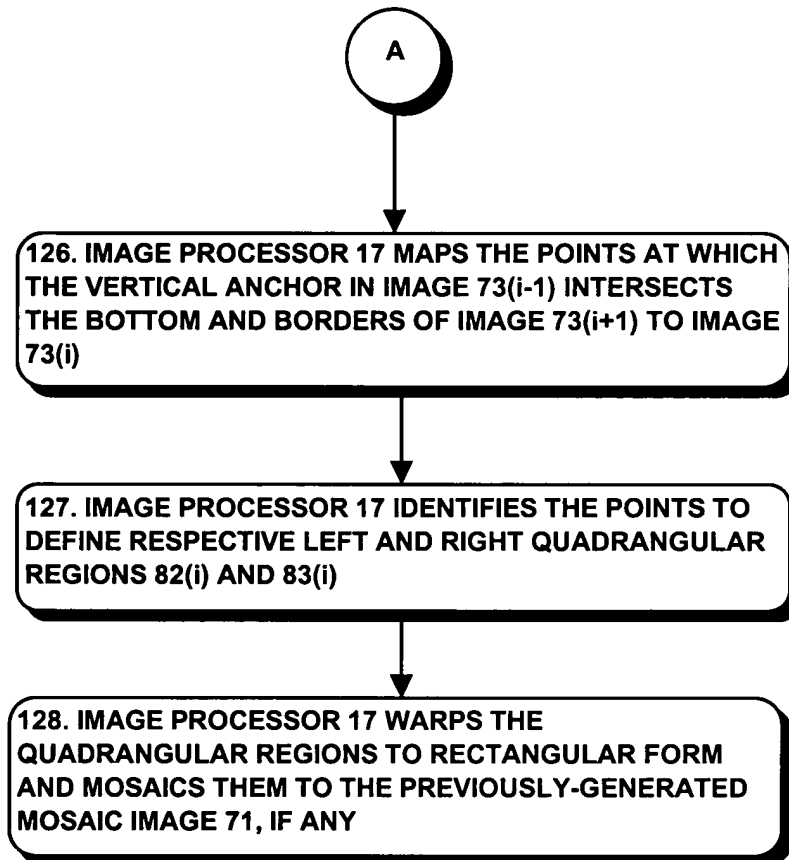 A
126. IMAGE PROCESSOR 17 MAPS THE POINTS AT WHICH
THE VERTICAL ANCHOR IN IMAGE 73(i-1) INTERSECTS
THE BOTTOM AND BORDERS OF IMAGE 73(i+1) TO IMAGE
73(i)
127. IMAGE PROCESSOR 17 IDENTIFIES THE POINTS TO
DEFINE RESPECTIVE LEFT AND RIGHT QUADRANGULAR
REGIONS 82(i) AND 83(i)
128. IMAGE PROCESSOR 17 WARPS THE
QUADRANGULAR REGIONS TO RECTANGULAR FORM
AND MOSAICS THEM TO THE PREVIOUSLY-GENERATED
MOSAIC IMAGE 71, IF ANY